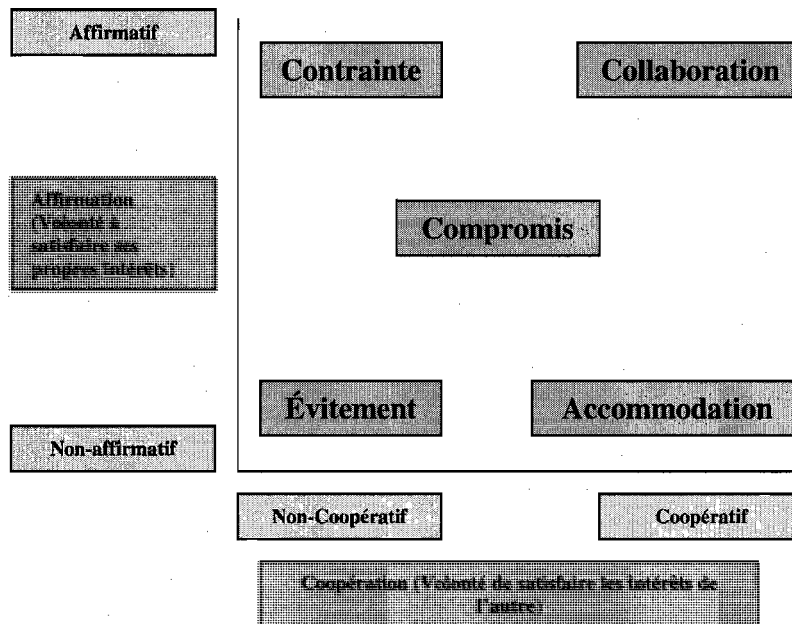 Affirmatif
Contrainte
Collaboration
Affirmation
(Volonté à
satisfaire ses
propres intérêts)
Compromis
Évitement
Accommodation
Non-affirmatif
Non-Coopératif
Coopératif
Coopération (Volonté de satisfaire les intérêts de
l'autre)